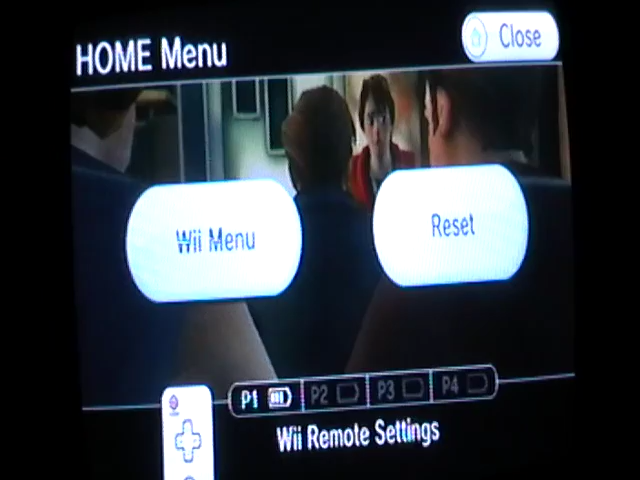 HOME Menu
Close
Wii Menu
Reset
P1 P2 P3 P4
Wii Remote Settings